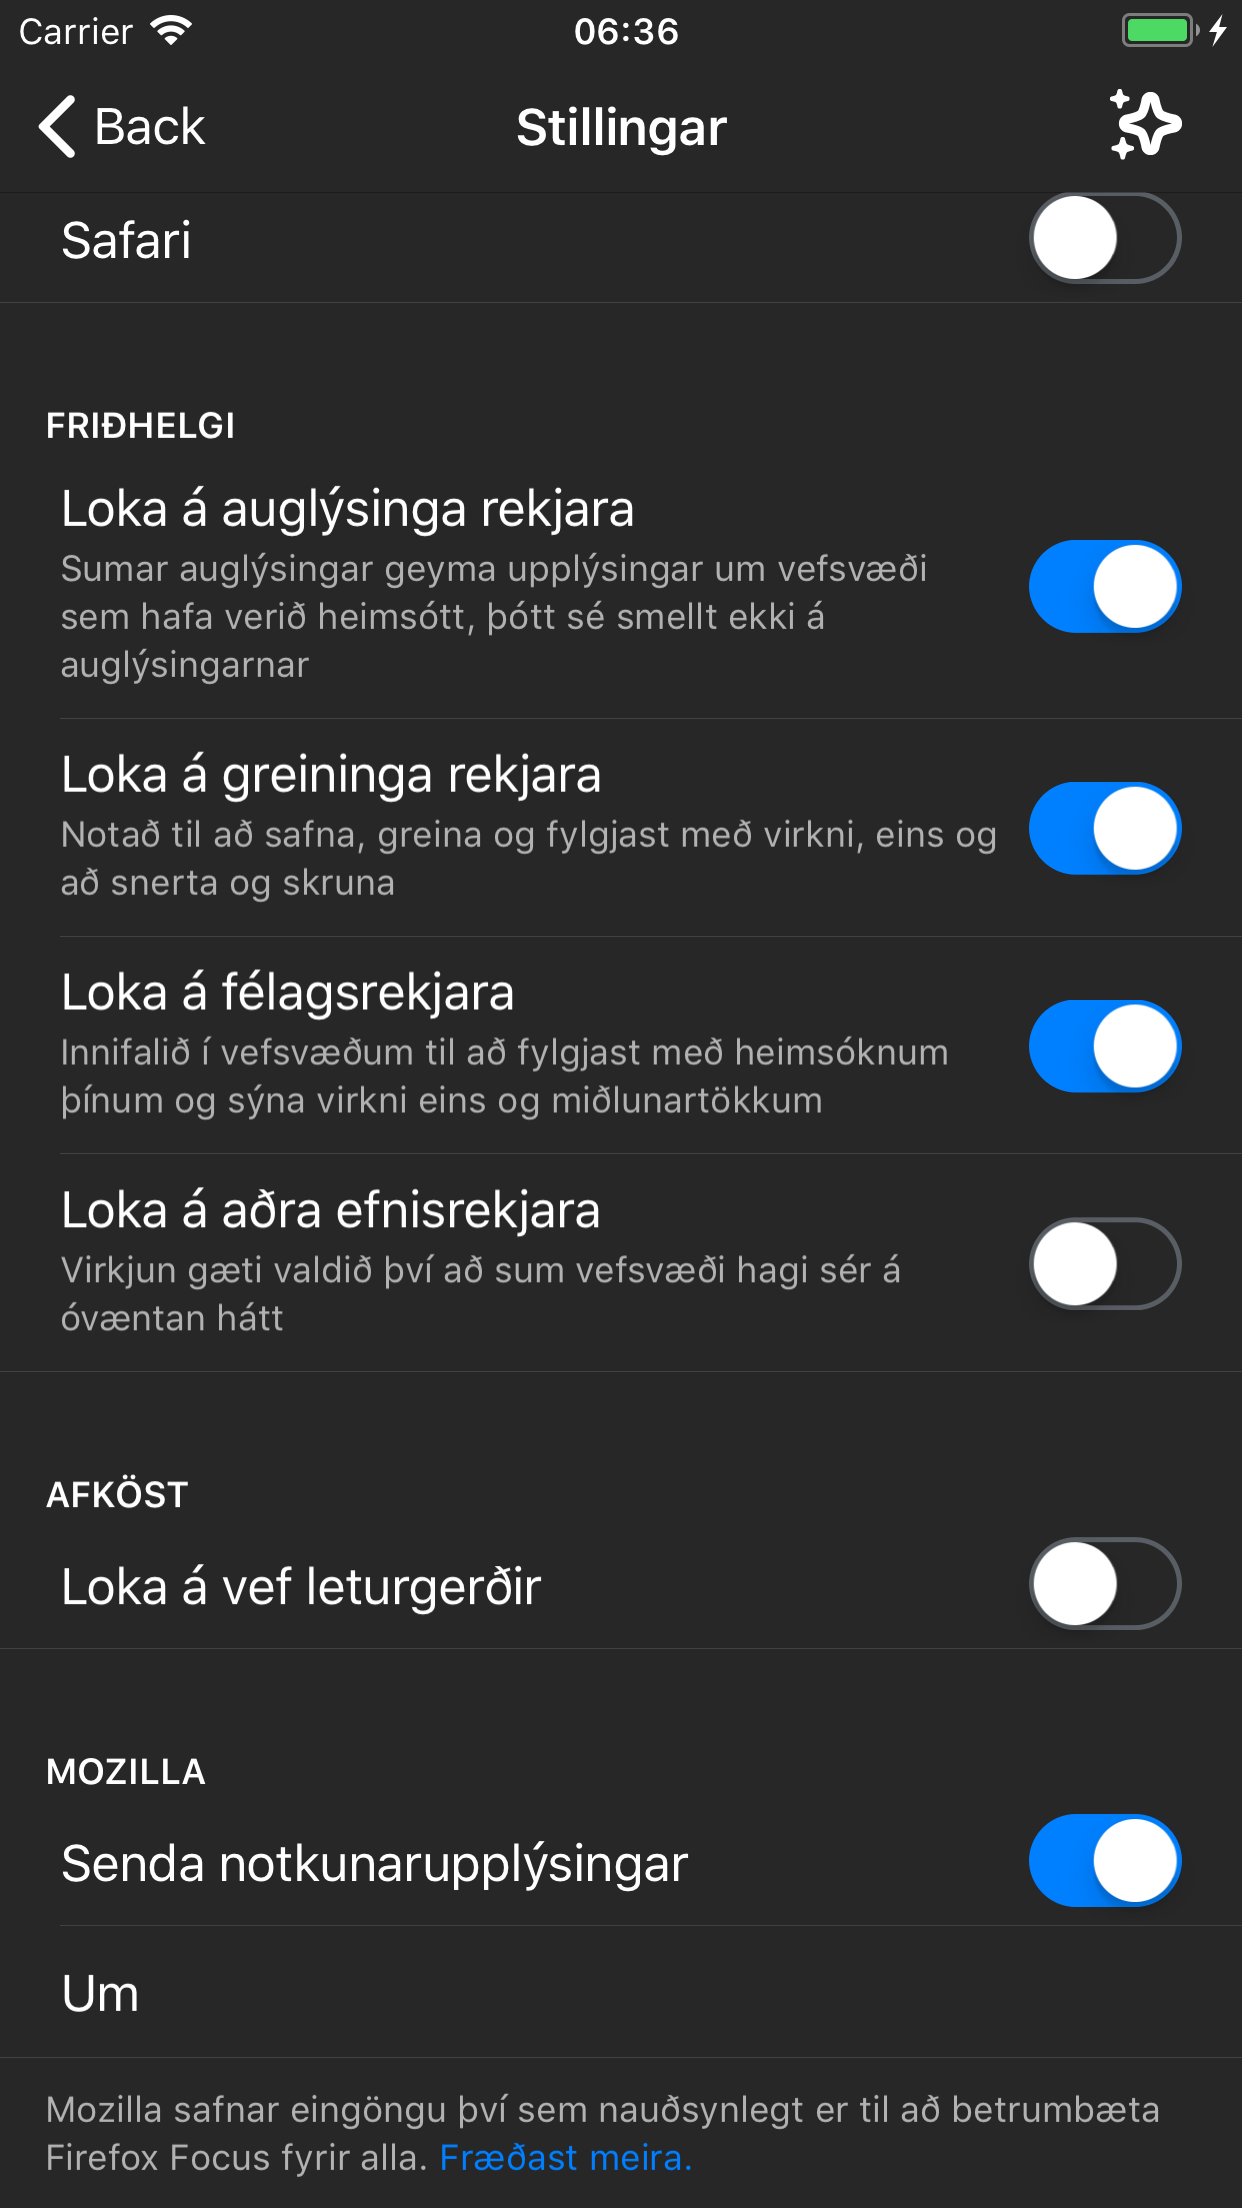 Carrier 06:36
Back Stillingar
Safari
FRIÐHELGI
Loka á auglýsinga rekjara
Sumar auglýsingar geyma upplýsingar um vefsvæði
sem hafa verið heimsótt, þótt sé smellt ekki á
auglýsingarnar
Loka á greininga rekjara
Notað til að safna, greina og fylgjast með virkni, eins og
að snerta og skruna
Loka á félagsrekjara
Innifalið í vefsvæðum til að fylgjast með heimsóknum
þínum og sýna virkni eins og miðlunartökkum
Loka á aðra efnisrekjara
Virkjun gæti valdið því að sum vefsvæði hagi sér á
óvæntan hátt
AFKÖST
Loka á vef leturgerðir
MOZILLA
Senda notkunarupplýsingar
Um
Mozilla safnar eingöngu því sem nauðsynlegt er til að betrumbæta
Firefox Focus fyrir alla. Fræðast meira.